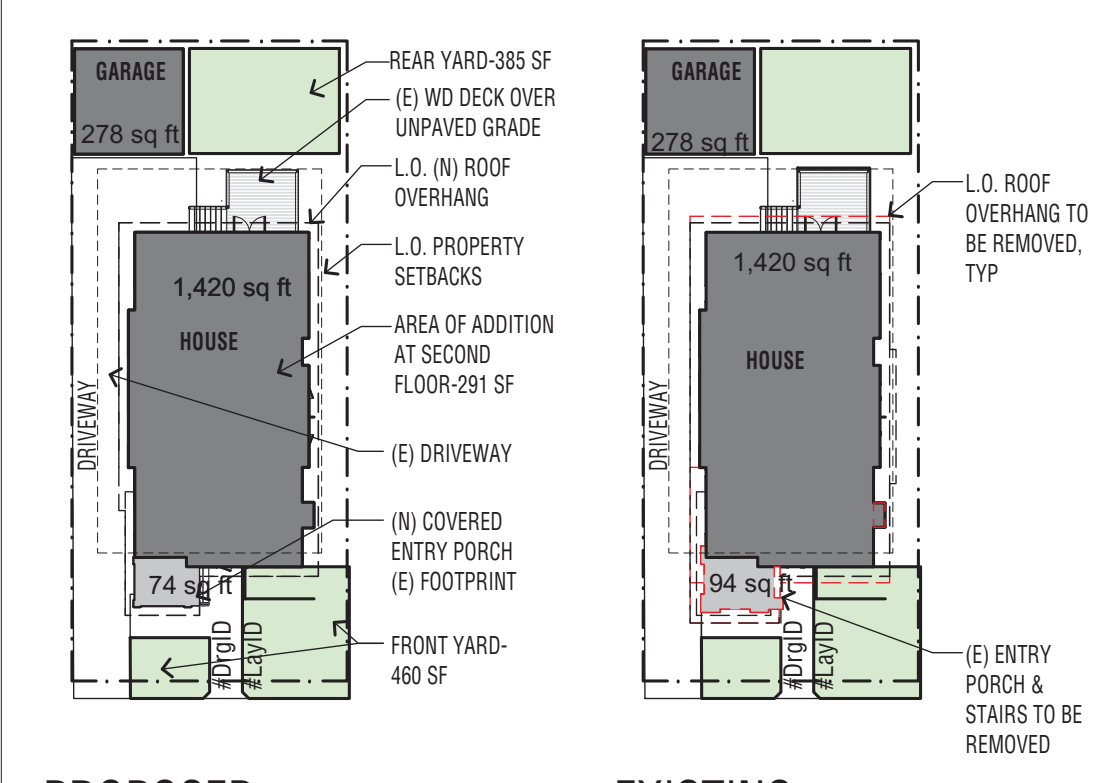 GARAGE
278 sq ft
REAR YARD-385 SF
(E) WD DECK OVER
UNPAVED GRADE
L.O. (N) ROOF
OVERHANG
L.O. PROPERTY
SETBACKS
1,420 sq ft
HOUSE
AREA OF ADDITION
AT SECOND
FLOOR-291 SF
DRIVEWAY
(E) DRIVEWAY
(N) COVERED
ENTRY PORCH
(E) FOOTPRINT
74 sq ft
#DrgID
#LayID
FRONT YARD-
460 SF
PROPOSED
GARAGE
278 sq ft
L.O. ROOF
OVERHANG TO
BE REMOVED,
TYP
1,420 sq ft
HOUSE
DRIVEWAY
94 sq ft
#DrgID
#LayID
(E) ENTRY
PORCH &
STAIRS TO BE
REMOVED
EXISTING